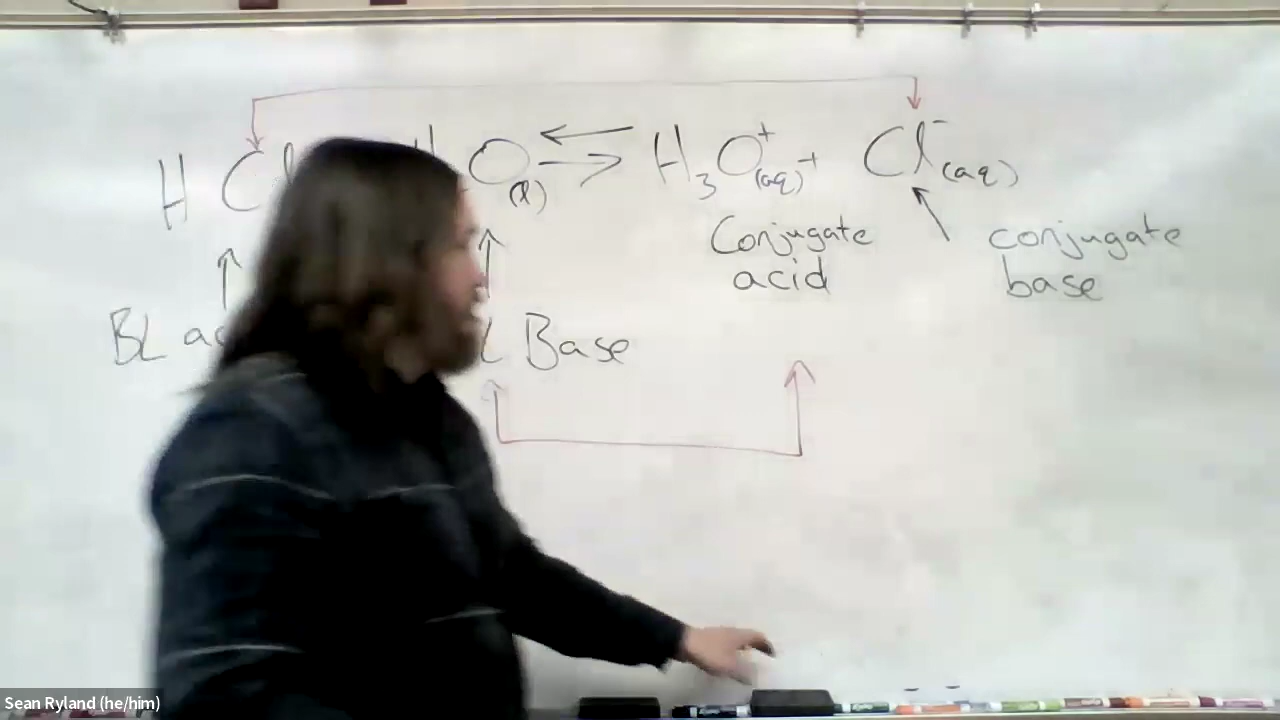 H Cl H O(l) ⇌ H₃O⁺(aq) + Cl⁻(aq)
Conjugate
acid
conjugate
base
BL Base
Sean Ryland (he/him)